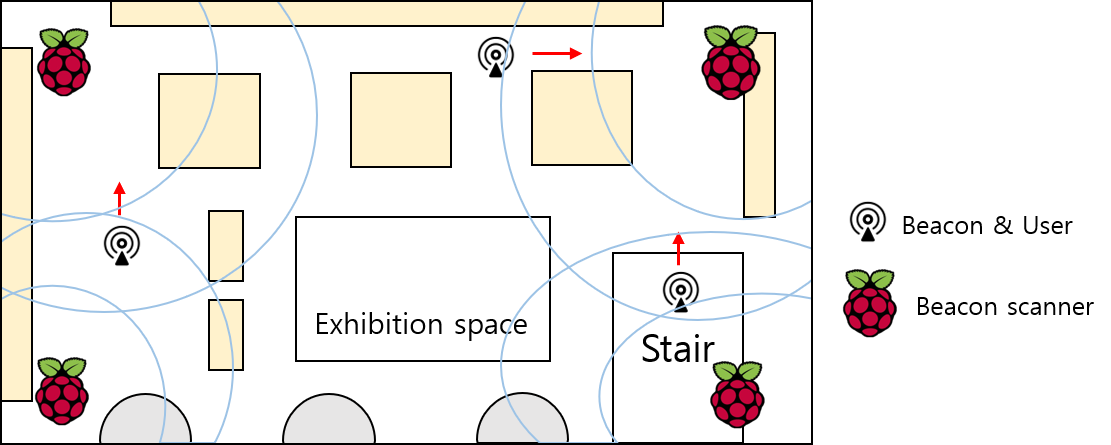 Beacon & User
Beacon scanner
Exhibition space
Stair